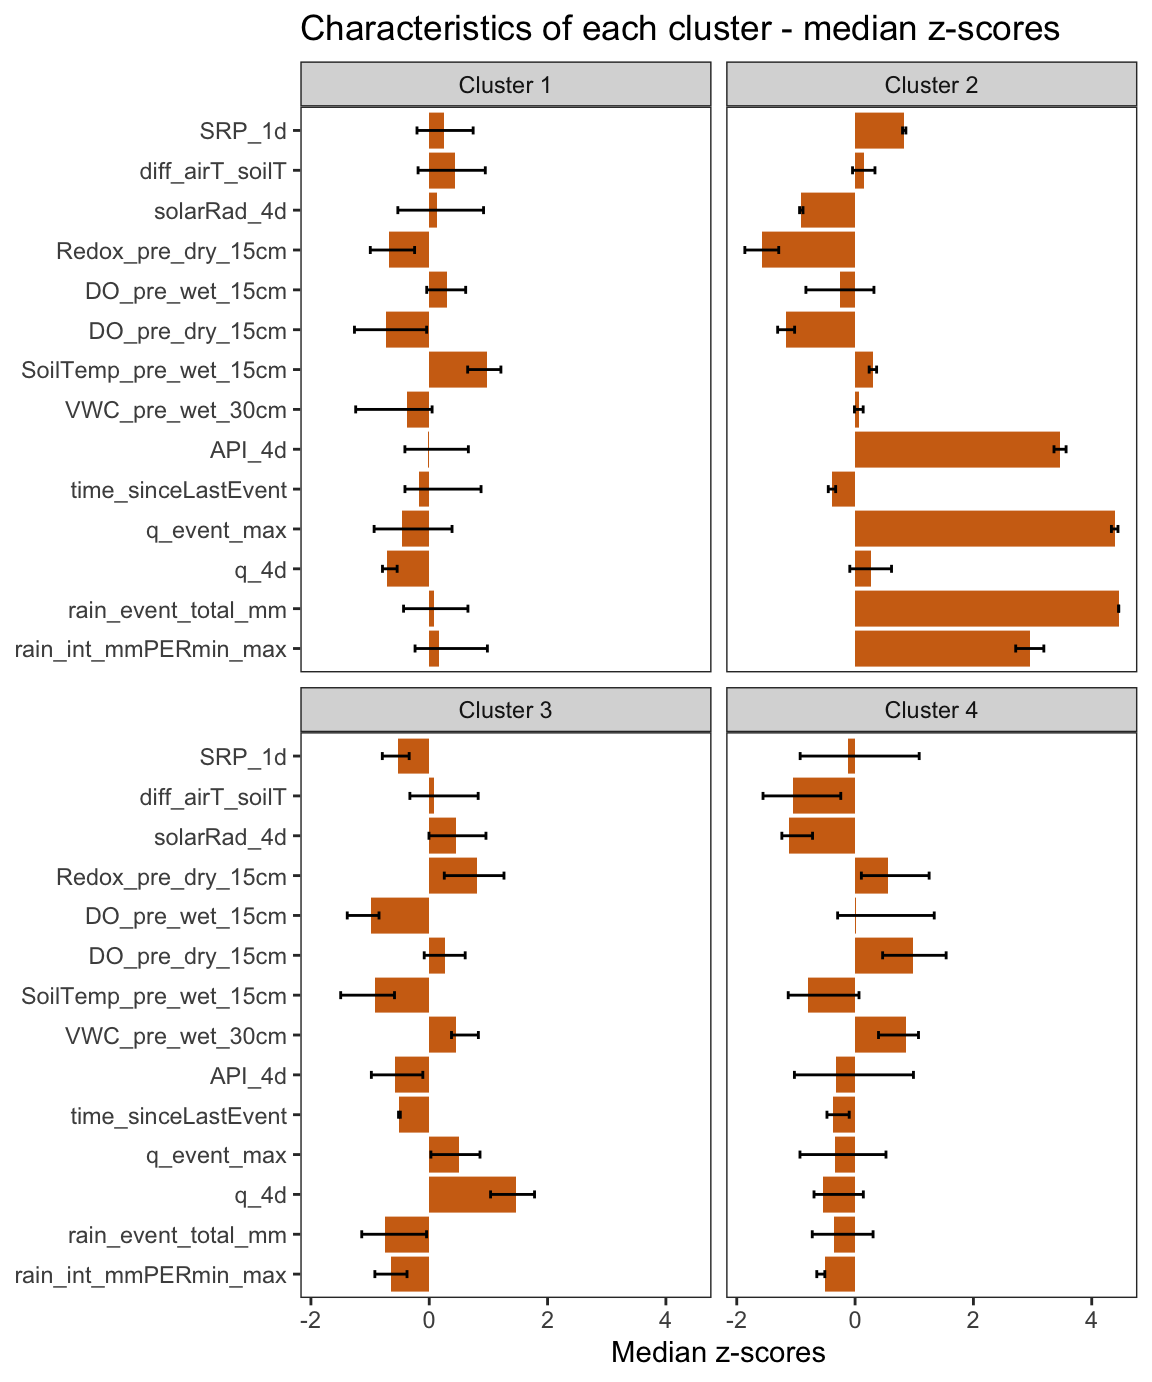 Characteristics of each cluster - median z-scores
Cluster 1
Cluster 2
SRP_1d
diff_airT_soilT
solarRad_4d
Redox_pre_dry_15cm
DO_pre_wet_15cm
DO_pre_dry_15cm
SoilTemp_pre_wet_15cm
VWC_pre_wet_30cm
API_4d
time_sinceLastEvent
q_event_max
q_4d
rain_event_total_mm
rain_int_mmPERmin_max
Cluster 3
Cluster 4
SRP_1d
diff_airT_soilT
solarRad_4d
Redox_pre_dry_15cm
DO_pre_wet_15cm
DO_pre_dry_15cm
SoilTemp_pre_wet_15cm
VWC_pre_wet_30cm
API_4d
time_sinceLastEvent
q_event_max
q_4d
rain_event_total_mm
rain_int_mmPERmin_max
-2 0 2 4 -2 0 2 4
Median z-scores